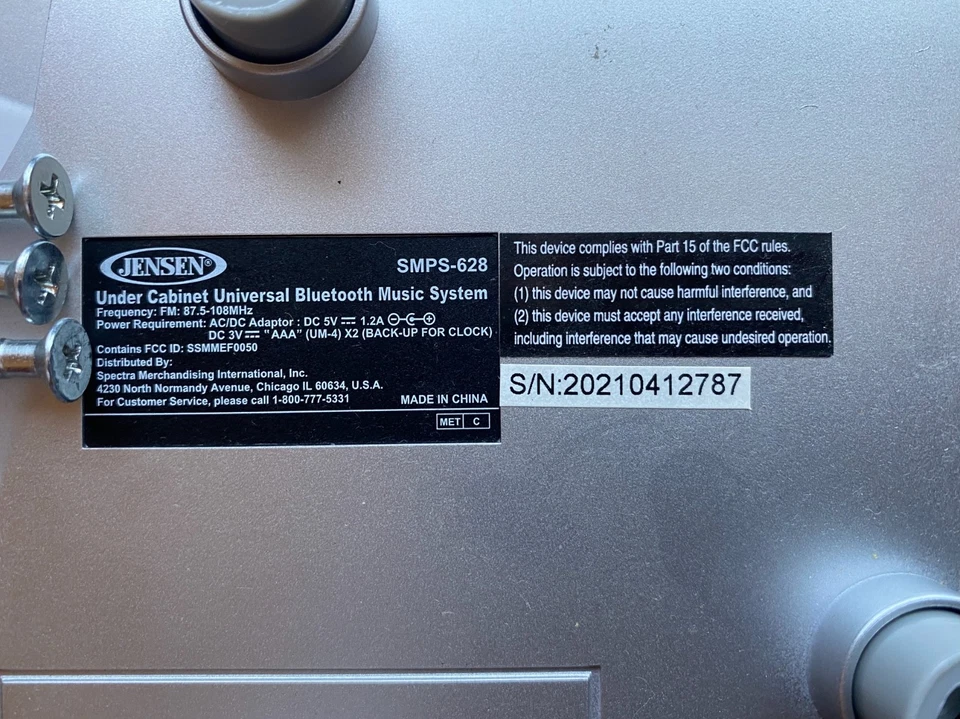 JENSEN®
SMPS-628
Under Cabinet Universal Bluetooth Music System
Frequency: FM: 87.5-108MHz
Power Requirement: AC/DC Adaptor : DC 5V 1.2A
DC 3V "AAA" (UM-4) X2 (BACK-UP FOR CLOCK)
Contains FCC ID: SSMMEF0050
Distributed By:
Spectra Merchandising International, Inc.
4230 North Normandy Avenue, Chicago IL 60634, U.S.A.
For Customer Service, please call 1-800-777-5331
MADE IN CHINA
MET C
This device complies with Part 15 of the FCC rules.
Operation is subject to the following two conditions:
(1) this device may not cause harmful interference, and
(2) this device must accept any interference received,
including interference that may cause undesired operation.
S/N:20210412787